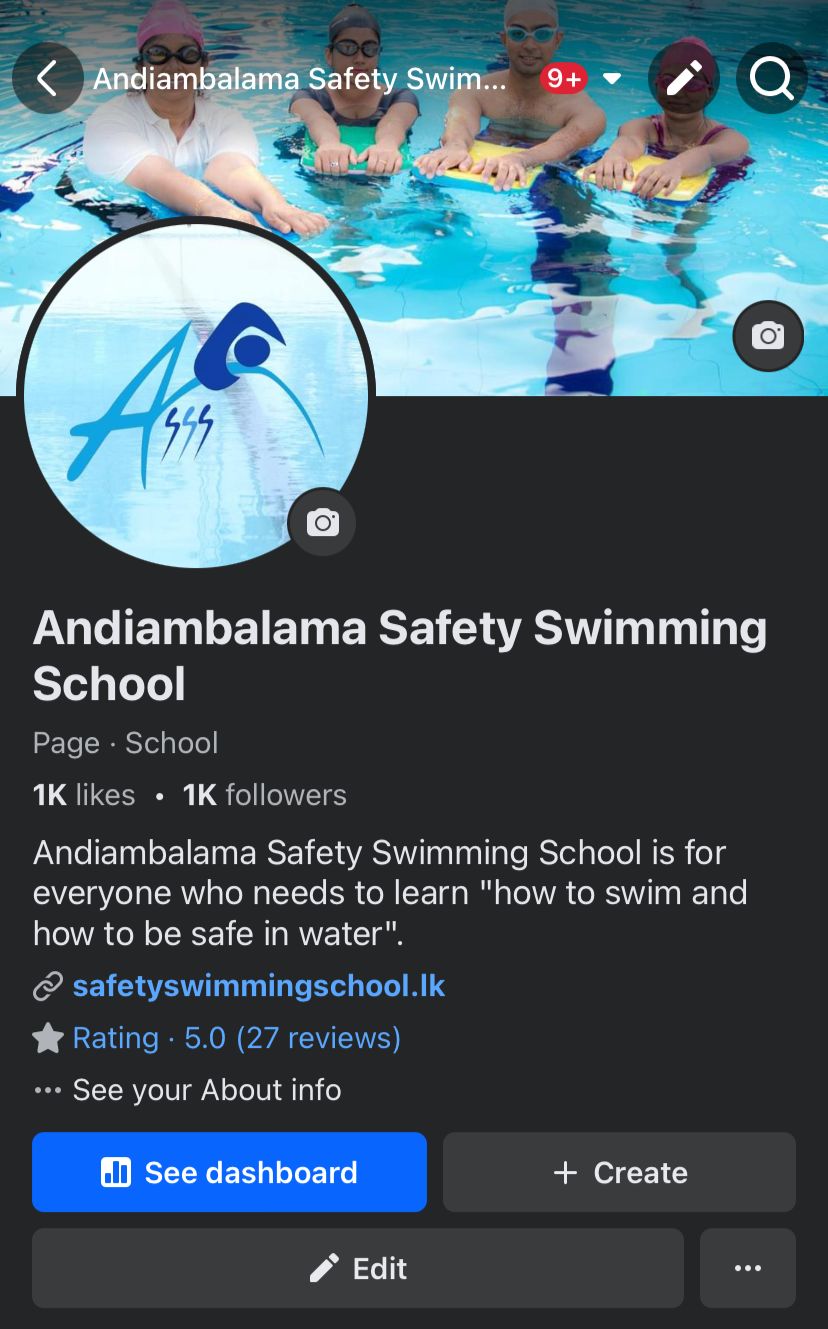 Andiambalama Safety Swim...
9+
Asss
Andiambalama Safety Swimming
School
Page · School
1K likes • 1K followers
Andiambalama Safety Swimming School is for
everyone who needs to learn "how to swim and
how to be safe in water".
safetyswimmingschool.lk
Rating · 5.0 (27 reviews)
See your About info
See dashboard
+ Create
Edit